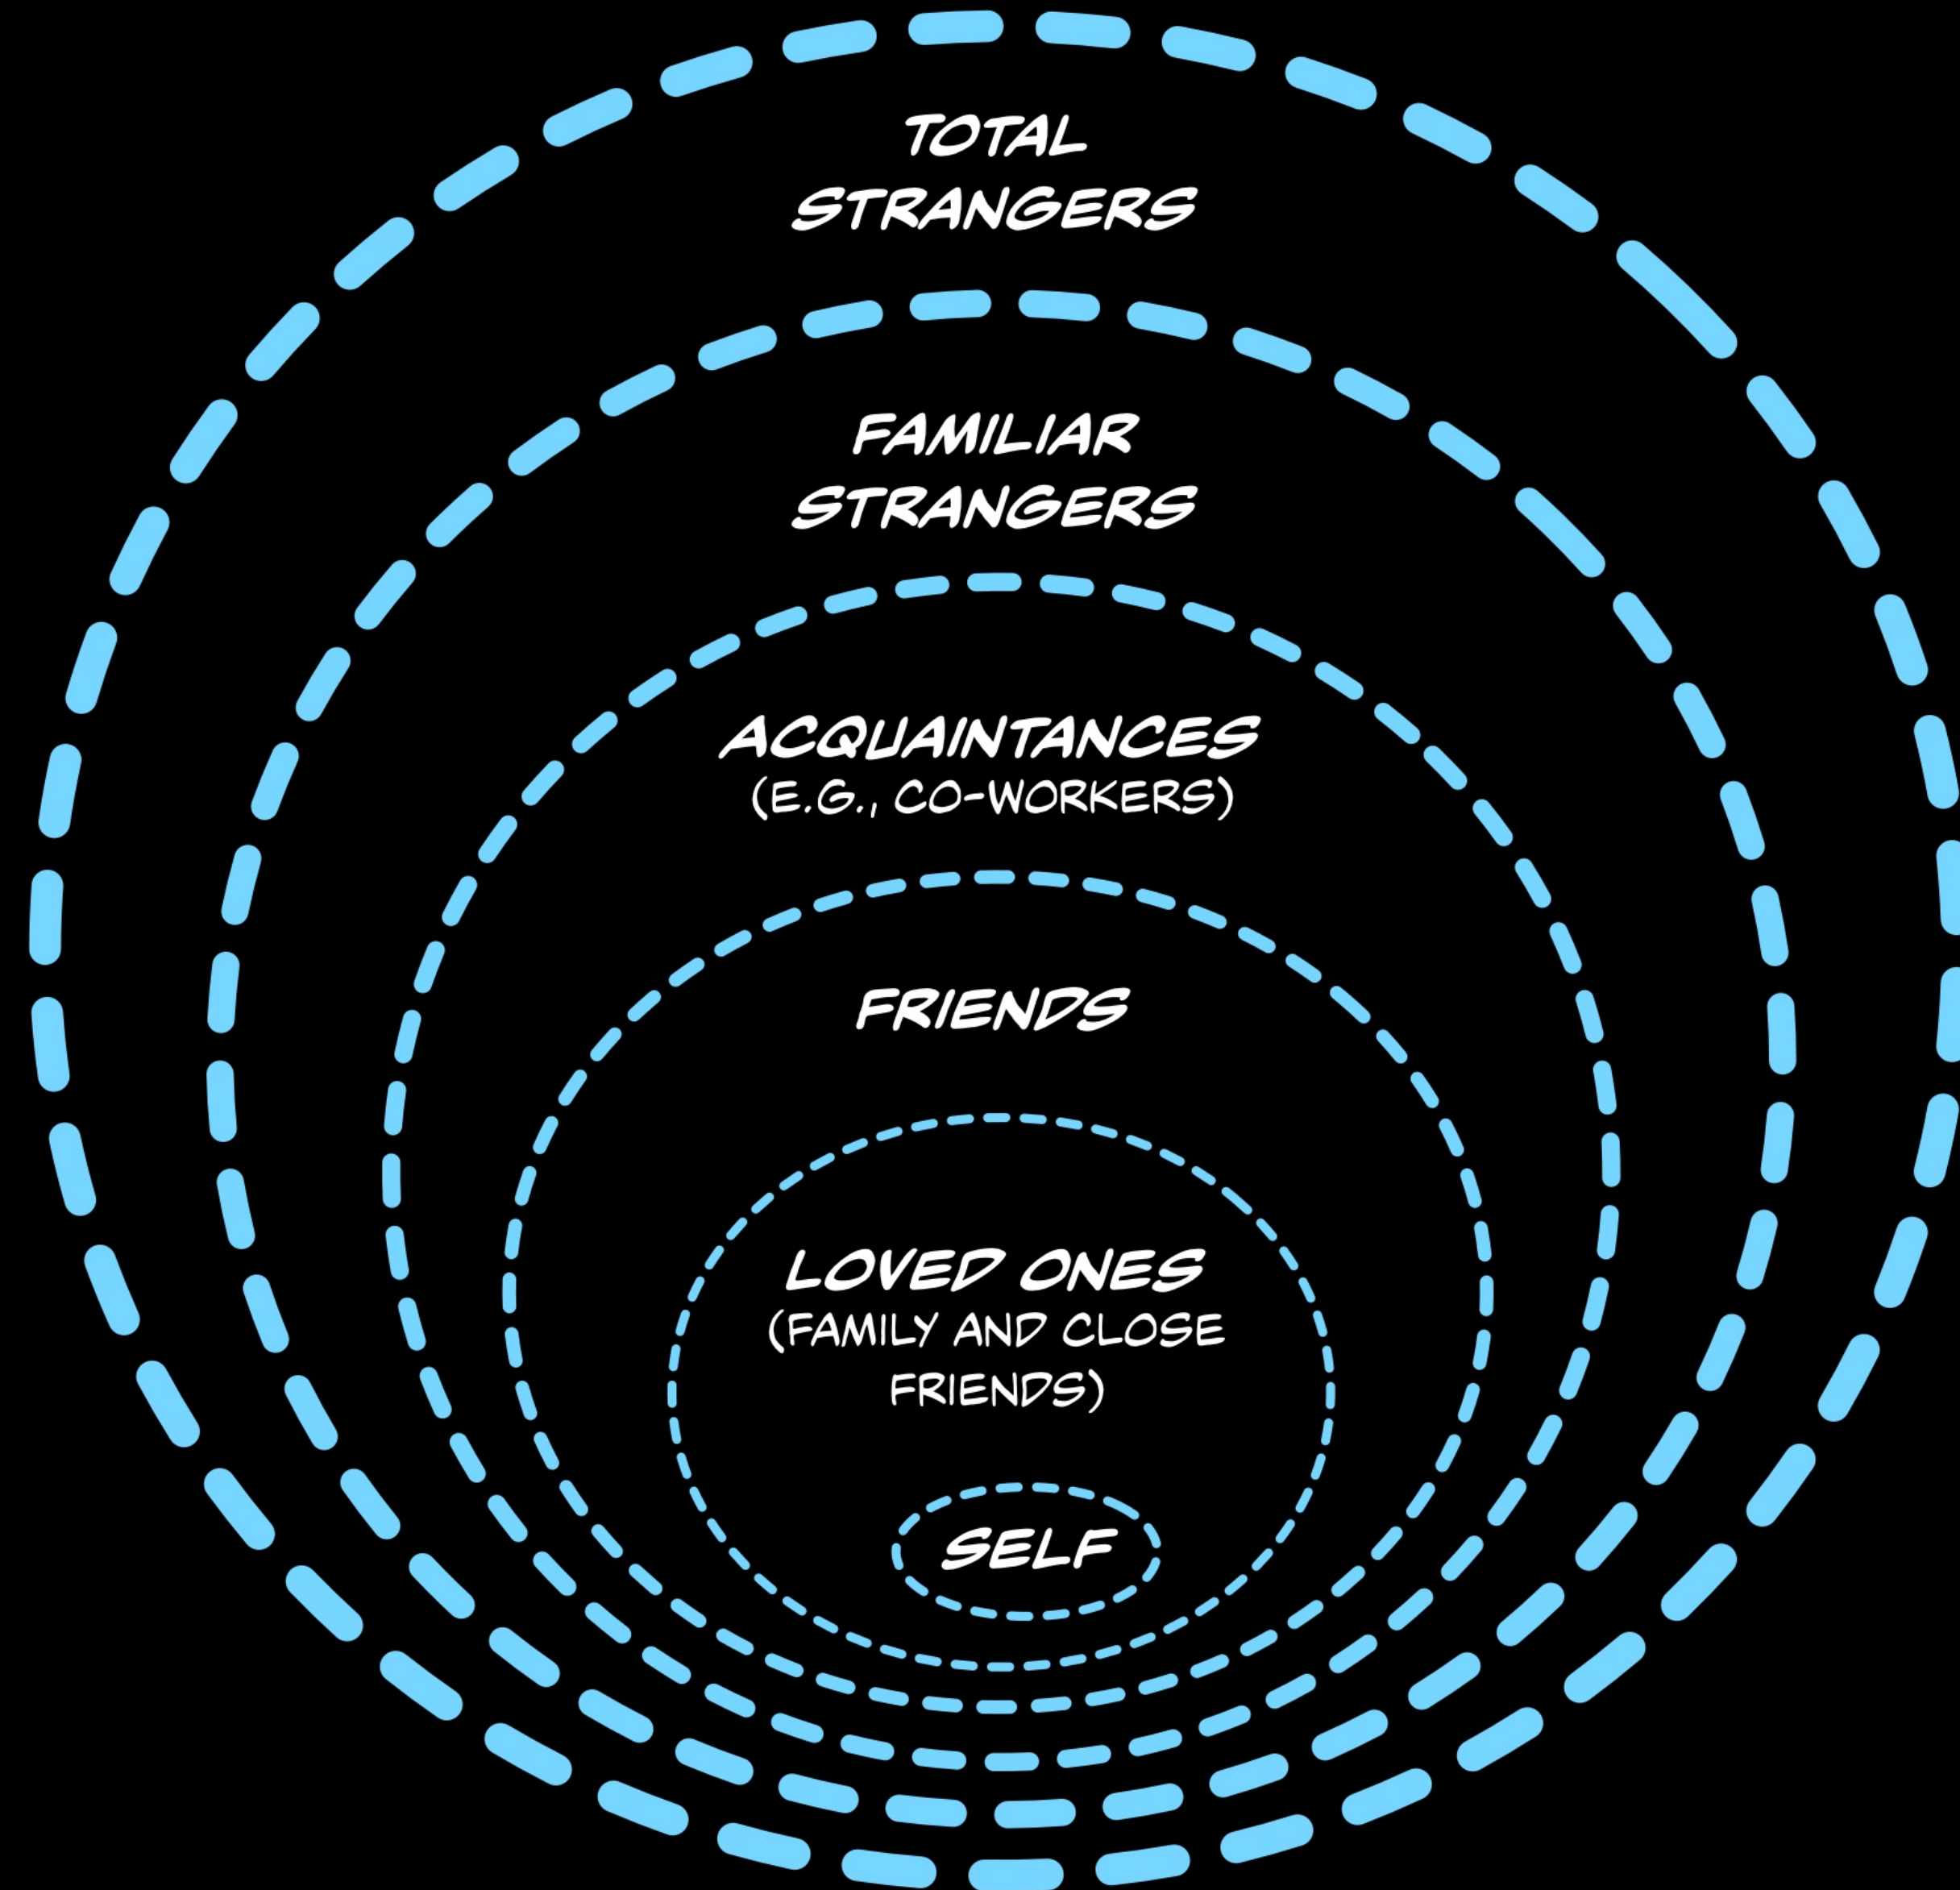 TOTAL
STRANGERS
FAMILIAR
STRANGERS
ACQUAINTANCES
(E.G., CO-WORKERS)
FRIENDS
LOVED ONES
(FAMILY AND CLOSE
FRIENDS)
SELF